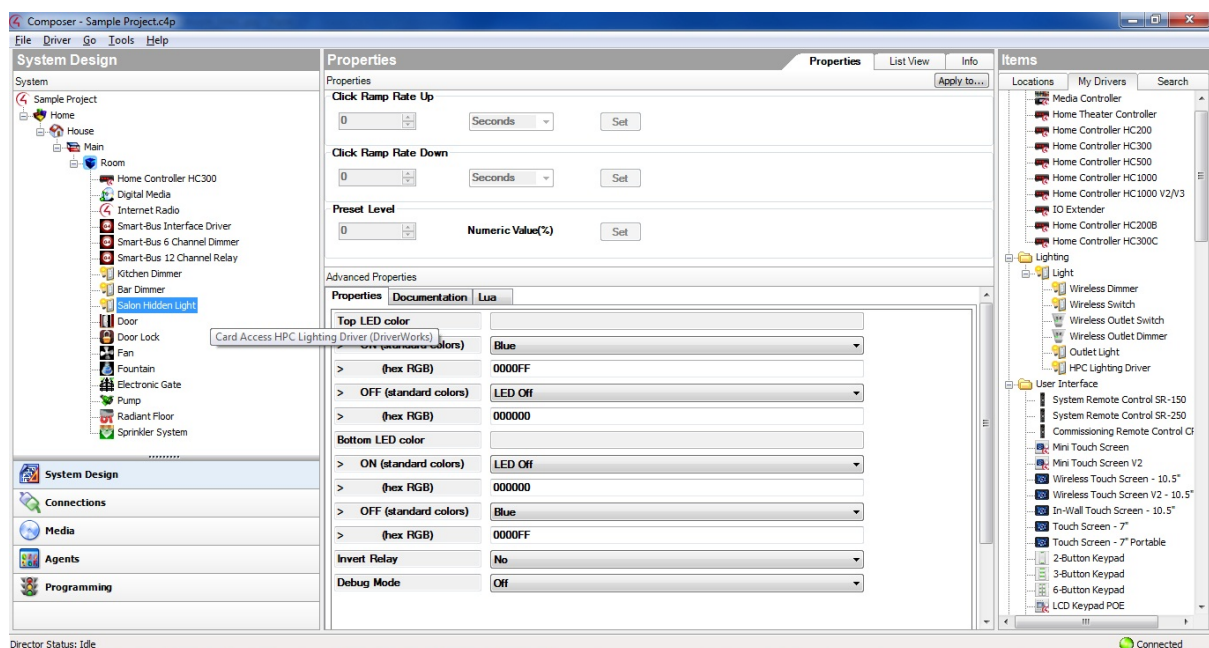 Composer - Sample Project.c4p
File Driver Go Tools Help
System Design
System
Sample Project
Home
House
Main
Room
Home Controller HC300
Digital Media
Internet Radio
Smart-Bus Interface Driver
Smart-Bus 6 Channel Dimmer
Smart-Bus 12 Channel Relay
Kitchen Dimmer
Bar Dimmer
Salon Hidden Light
Door
Door Lock
Fan
Fountain
Electronic Gate
Pump
Radiant Floor
Sprinkler System
Card Access HPC Lighting Driver (DriverWorks)
System Design
Connections
Media
Agents
Programming
Properties
Properties List View Info
Properties Apply to...
Click Ramp Rate Up
0 Seconds Set
Click Ramp Rate Down
0 Seconds Set
Preset Level
0 Numeric Value(%) Set
Advanced Properties
Properties Documentation Lua
Top LED color
> ON (standard colors) Blue
> (hex RGB) 0000FF
> OFF (standard colors) LED Off
> (hex RGB) 000000
Bottom LED color
> ON (standard colors) LED Off
> (hex RGB) 000000
> OFF (standard colors) Blue
> (hex RGB) 0000FF
Invert Relay No
Debug Mode Off
Items
Locations My Drivers Search
Media Controller
Home Theater Controller
Home Controller HC200
Home Controller HC300
Home Controller HC500
Home Controller HC1000
Home Controller HC1000 V2/V3
IO Extender
Home Controller HC200B
Home Controller HC300C
Lighting
Light
Wireless Dimmer
Wireless Switch
Wireless Outlet Switch
Wireless Outlet Dimmer
Outlet Light
HPC Lighting Driver
User Interface
System Remote Control SR-150
System Remote Control SR-250
Commissioning Remote Control
Mini Touch Screen
Mini Touch Screen V2
Wireless Touch Screen - 10.5"
Wireless Touch Screen V2 - 10.5"
In-Wall Touch Screen - 10.5"
Touch Screen - 7"
Touch Screen - 7" Portable
2-Button Keypad
3-Button Keypad
6-Button Keypad
LCD Keypad POE
Director Status: Idle
Connected